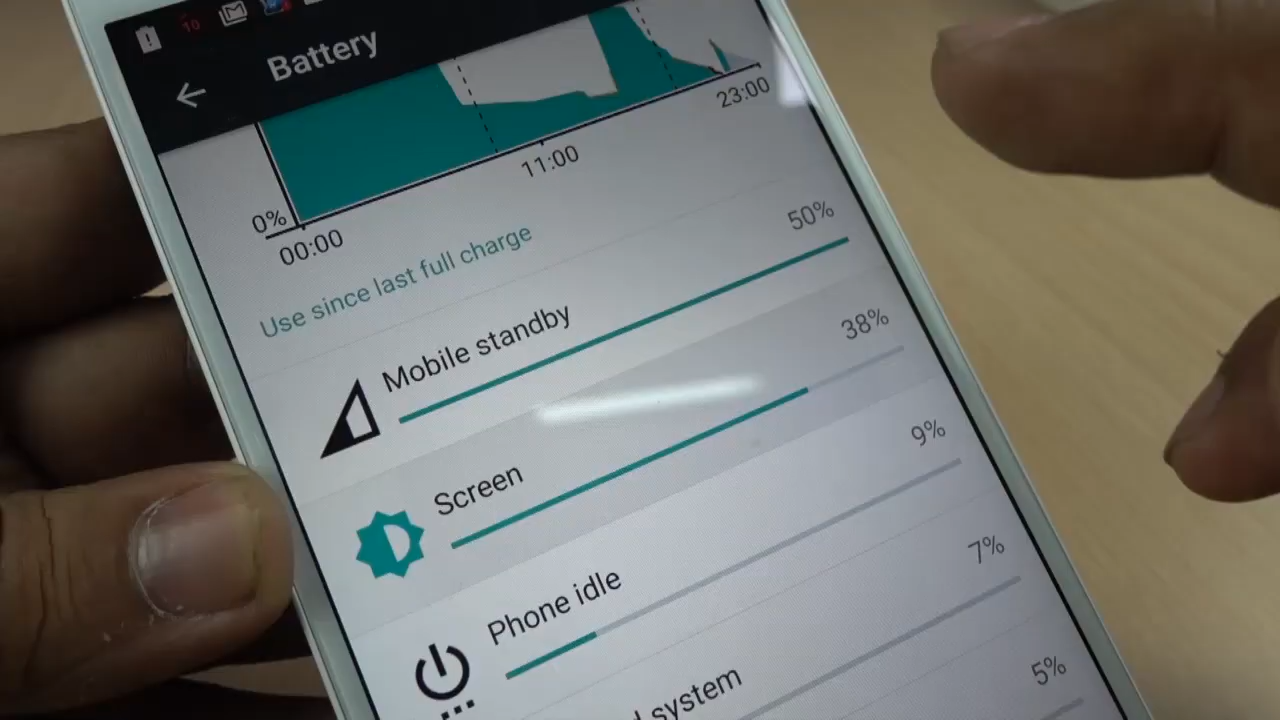 10
Battery
0%
00:00
11:00
23:00
Use since last full charge
Mobile standby
50%
Screen
38%
Phone idle
9%
system
7%
5%